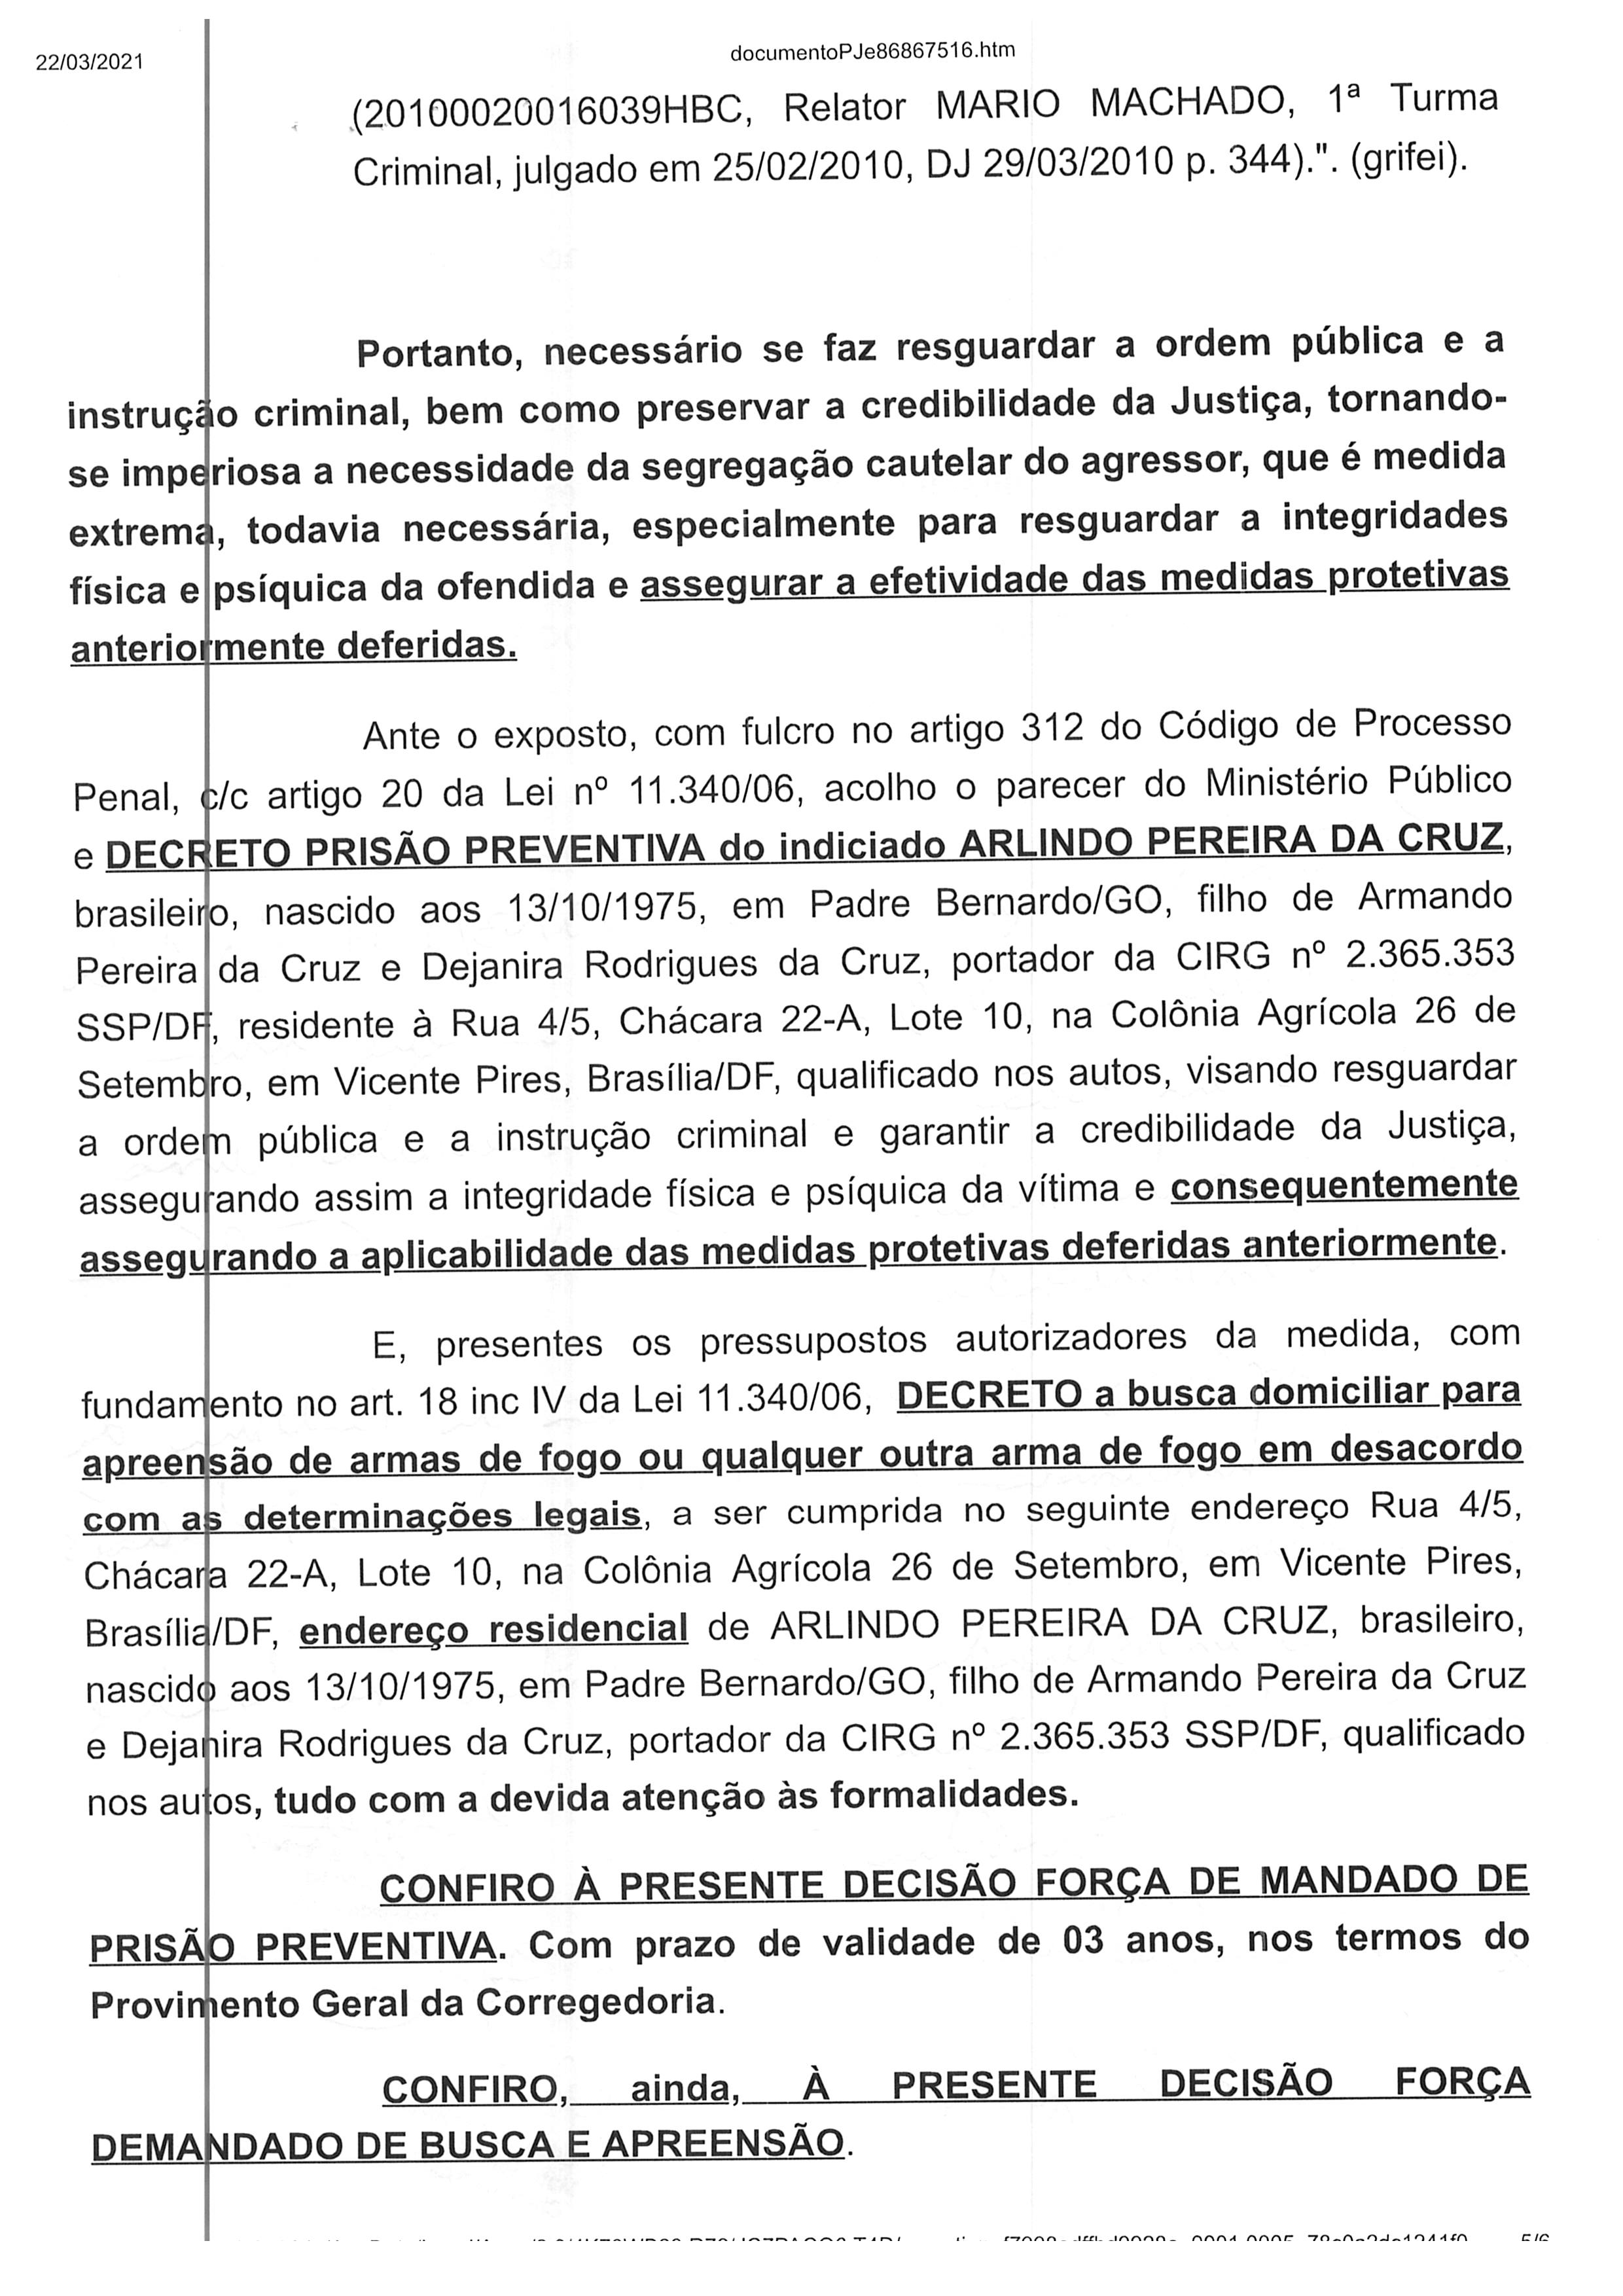 22/03/2021
documentoPJe86867516.htm
(20100020016039HBC, Relator MARIO MACHADO, 1ª Turma
Criminal, julgado em 25/02/2010, DJ 29/03/2010 p. 344).". (grifei).
Portanto, necessário se faz resguardar a ordem pública e a
instrução criminal, bem como preservar a credibilidade da Justiça, tornando-
se imperiosa a necessidade da segregação cautelar do agressor, que é medida
extrema, todavia necessária, especialmente para resguardar a integridades
física e psíquica da ofendida e assegurar a efetividade das medidas protetivas
anteriormente deferidas.
Ante o exposto, com fulcro no artigo 312 do Código de Processo
Penal, c/c artigo 20 da Lei nº 11.340/06, acolho o parecer do Ministério Público
e DECRETO PRISÃO PREVENTIVA do indiciado ARLINDO PEREIRA DA CRUZ,
brasileiro, nascido aos 13/10/1975, em Padre Bernardo/GO, filho de Armando
Pereira da Cruz e Dejanira Rodrigues da Cruz, portador da CIRG nº 2.365.353
SSP/DF, residente à Rua 4/5, Chácara 22-A, Lote 10, na Colônia Agrícola 26 de
Setembro, em Vicente Pires, Brasília/DF, qualificado nos autos, visando resguardar
a ordem pública e a instrução criminal e garantir a credibilidade da Justiça,
assegurando assim a integridade física e psíquica da vítima e consequentemente
assegurando a aplicabilidade das medidas protetivas deferidas anteriormente.
E, presentes os pressupostos autorizadores da medida, com
fundamento no art. 18 inc IV da Lei 11.340/06, DECRETO a busca domiciliar para
apreensão de armas de fogo ou qualquer outra arma de fogo em desacordo
com as determinações legais, a ser cumprida no seguinte endereço Rua 4/5,
Chácara 22-A, Lote 10, na Colônia Agrícola 26 de Setembro, em Vicente Pires,
Brasília/DF, endereço residencial de ARLINDO PEREIRA DA CRUZ, brasileiro,
nascido aos 13/10/1975, em Padre Bernardo/GO, filho de Armando Pereira da Cruz
e Dejanira Rodrigues da Cruz, portador da CIRG nº 2.365.353 SSP/DF, qualificado
nos autos, tudo com a devida atenção às formalidades.
CONFIRO À PRESENTE DECISÃO FORÇA DE MANDADO DE
PRISÃO PREVENTIVA. Com prazo de validade de 03 anos, nos termos do
Provimento Geral da Corregedoria.
CONFIRO, ainda, À PRESENTE DECISÃO FORÇA
DEMANDADO DE BUSCA E APREENSÃO.
5/6